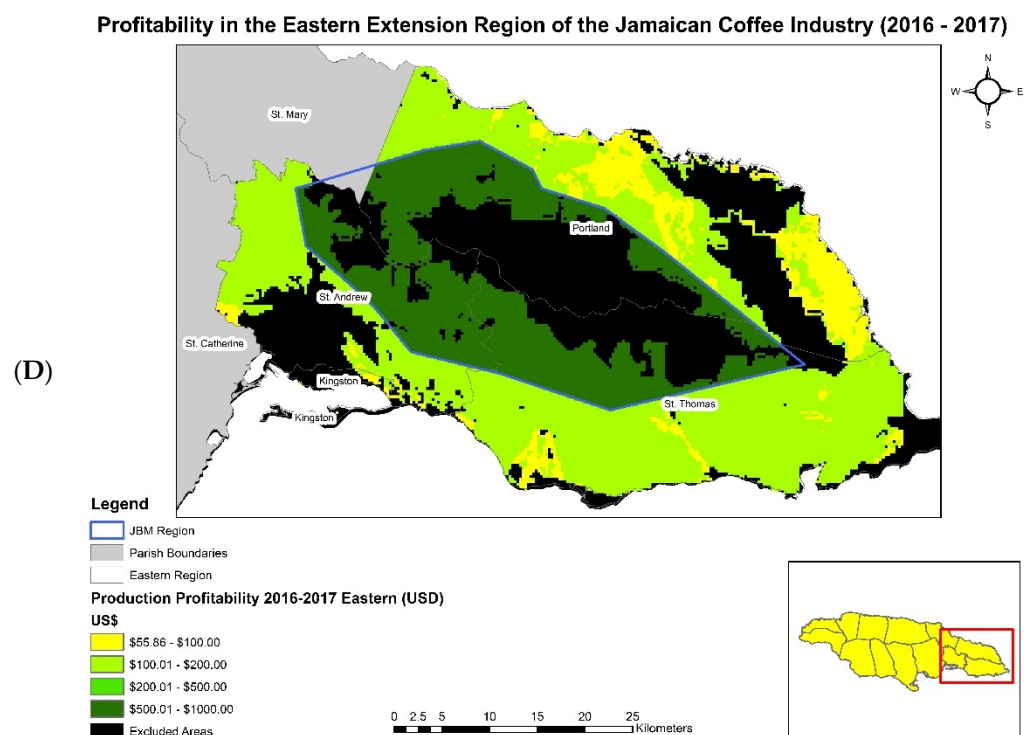 Profitability in the Eastern Extension Region of the Jamaican Coffee Industry (2016 - 2017)
N
W E
S
St. Mary
Portland
St. Andrew
St. Catherine
(D)
Kingston
Kingston
St. Thomas
Legend
JBM Region
Parish Boundaries
Eastern Region
Production Profitability 2016-2017 Eastern (USD)
US$
$55.86 - $100.00
$100.01 - $200.00
$200.01 - $500.00
$500.01 - $1000.00
Excluded Areas
0 2.5 5 10 15 20 25
Kilometers